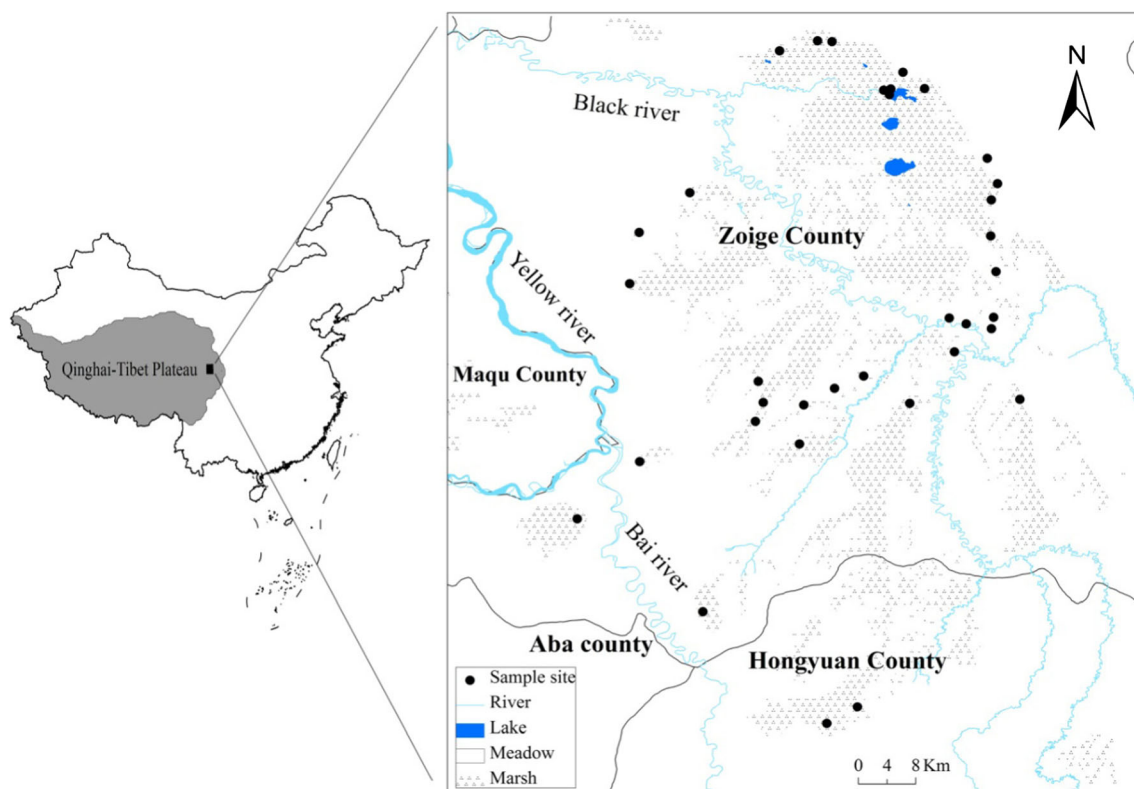 N
Black river
Zoige County
Yellow river
Qinghai-Tibet Plateau
Maqu County
Bai river
Aba county
Hongyuan County
Sample site
River
Lake
Meadow
Marsh
0 4 8 Km